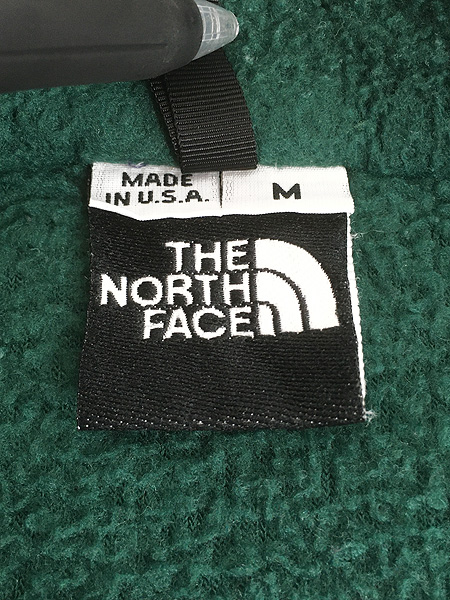 MADE
IN U.S.A.
M
THE
NORTH
FACE